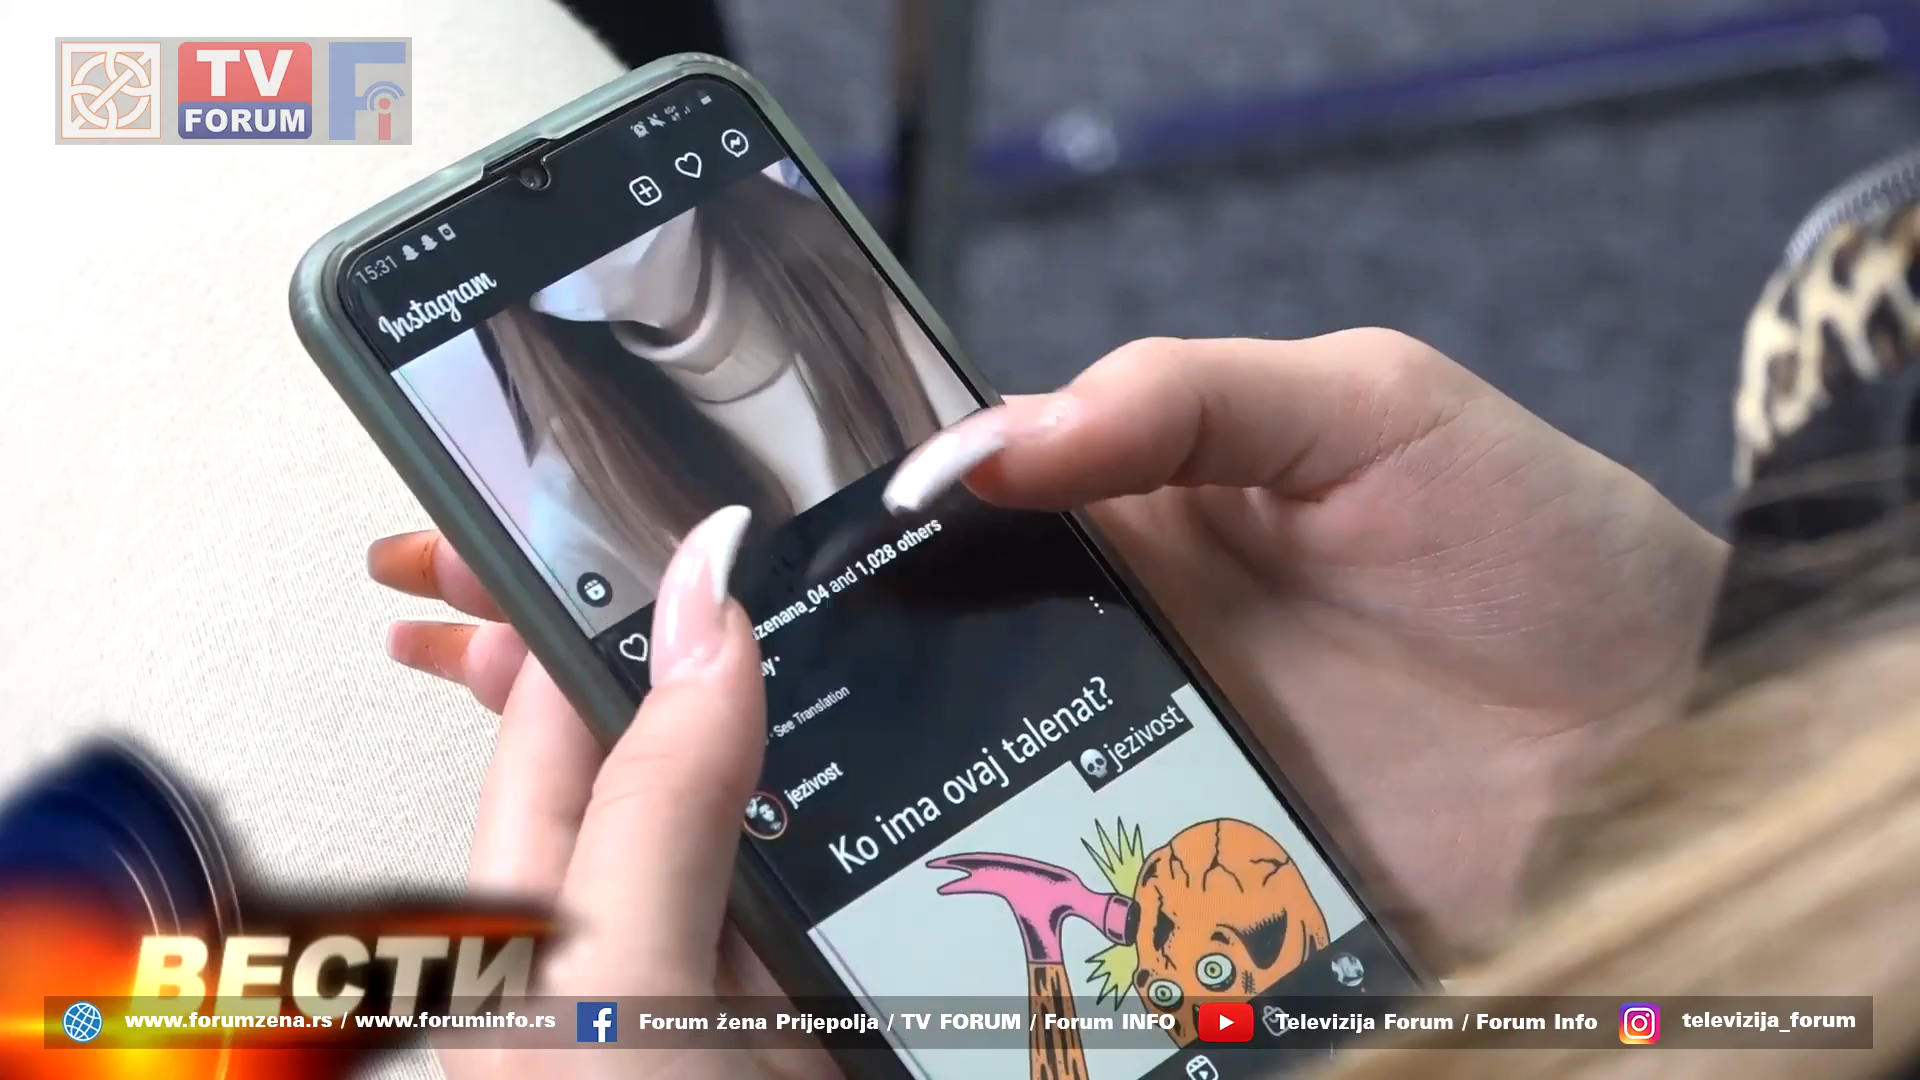 TV
FORUM
Fi
15:31
Instagram
zenana_04 and 1,028 others
See Translation
jezivost
Ko ima ovaj talenat?
jezivost
ВЕСТИ
www.forumzena.rs / www.foruminfo.rs
Forum žena Prijepolja / TV FORUM / Forum INFO
Televizija Forum / Forum Info
televizija_forum